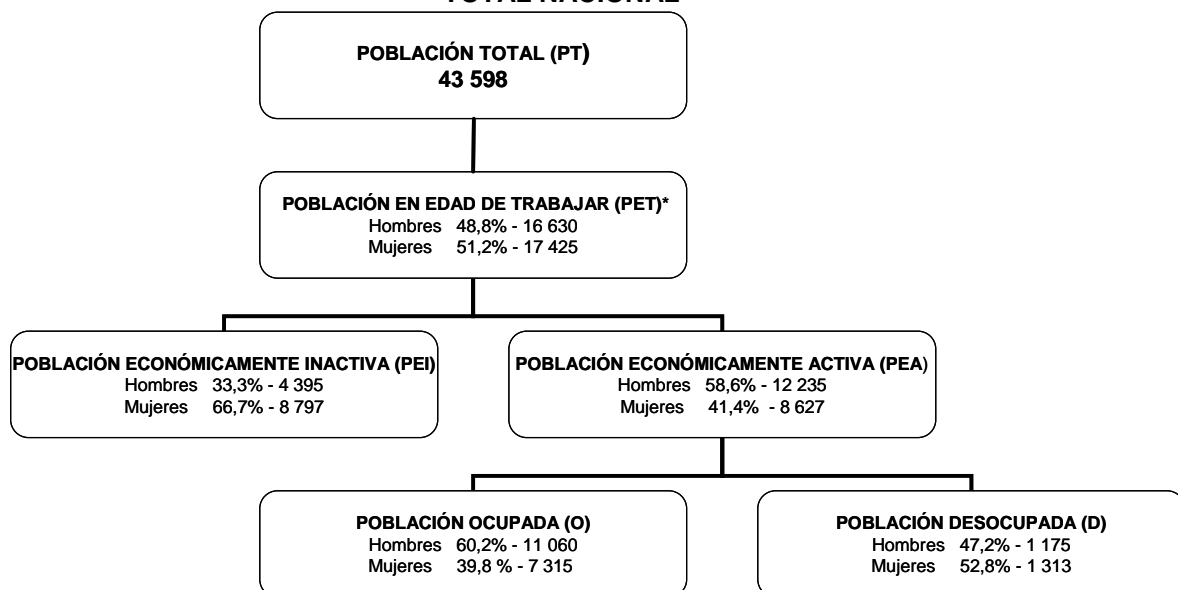 TOTAL NACIONAL
POBLACIÓN TOTAL (PT)
43 598
POBLACIÓN EN EDAD DE TRABAJAR (PET)*
Hombres 48,8% - 16 630
Mujeres 51,2% - 17 425
POBLACIÓN ECONÓMICAMENTE INACTIVA (PEI)
Hombres 33,3% - 4 395
Mujeres 66,7% - 8 797
POBLACIÓN ECONÓMICAMENTE ACTIVA (PEA)
Hombres 58,6% - 12 235
Mujeres 41,4% - 8 627
POBLACIÓN OCUPADA (O)
Hombres 60,2% - 11 060
Mujeres 39,8 % - 7 315
POBLACIÓN DESOCUPADA (D)
Hombres 47,2% - 1 175
Mujeres 52,8% - 1 313